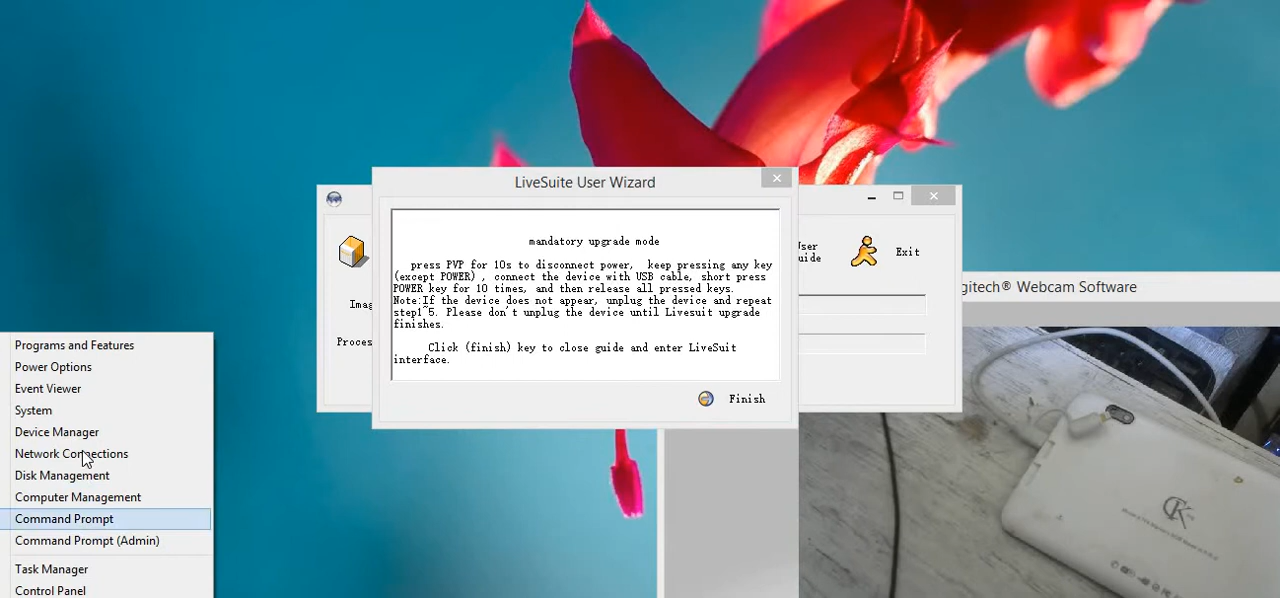 LiveSuite User Wizard
mandatory upgrade mode
press PVP for 10s to disconnect power, keep pressing any key
(except POWER) , connect the device with USB cable, short press
POWER key for 10 times, and then release all pressed keys.
Note:If the device does not appear, unplug the device and repeat
step1~5. Please don't unplug the device until Livesuit upgrade
finishes.
Click (finish) key to close guide and enter LiveSuit
interface.
Finish
Imag
Proces
User
uide
Exit
gitech® Webcam Software
Programs and Features
Power Options
Event Viewer
System
Device Manager
Network Connections
Disk Management
Computer Management
Command Prompt
Command Prompt (Admin)
Task Manager
Control Panel
CK